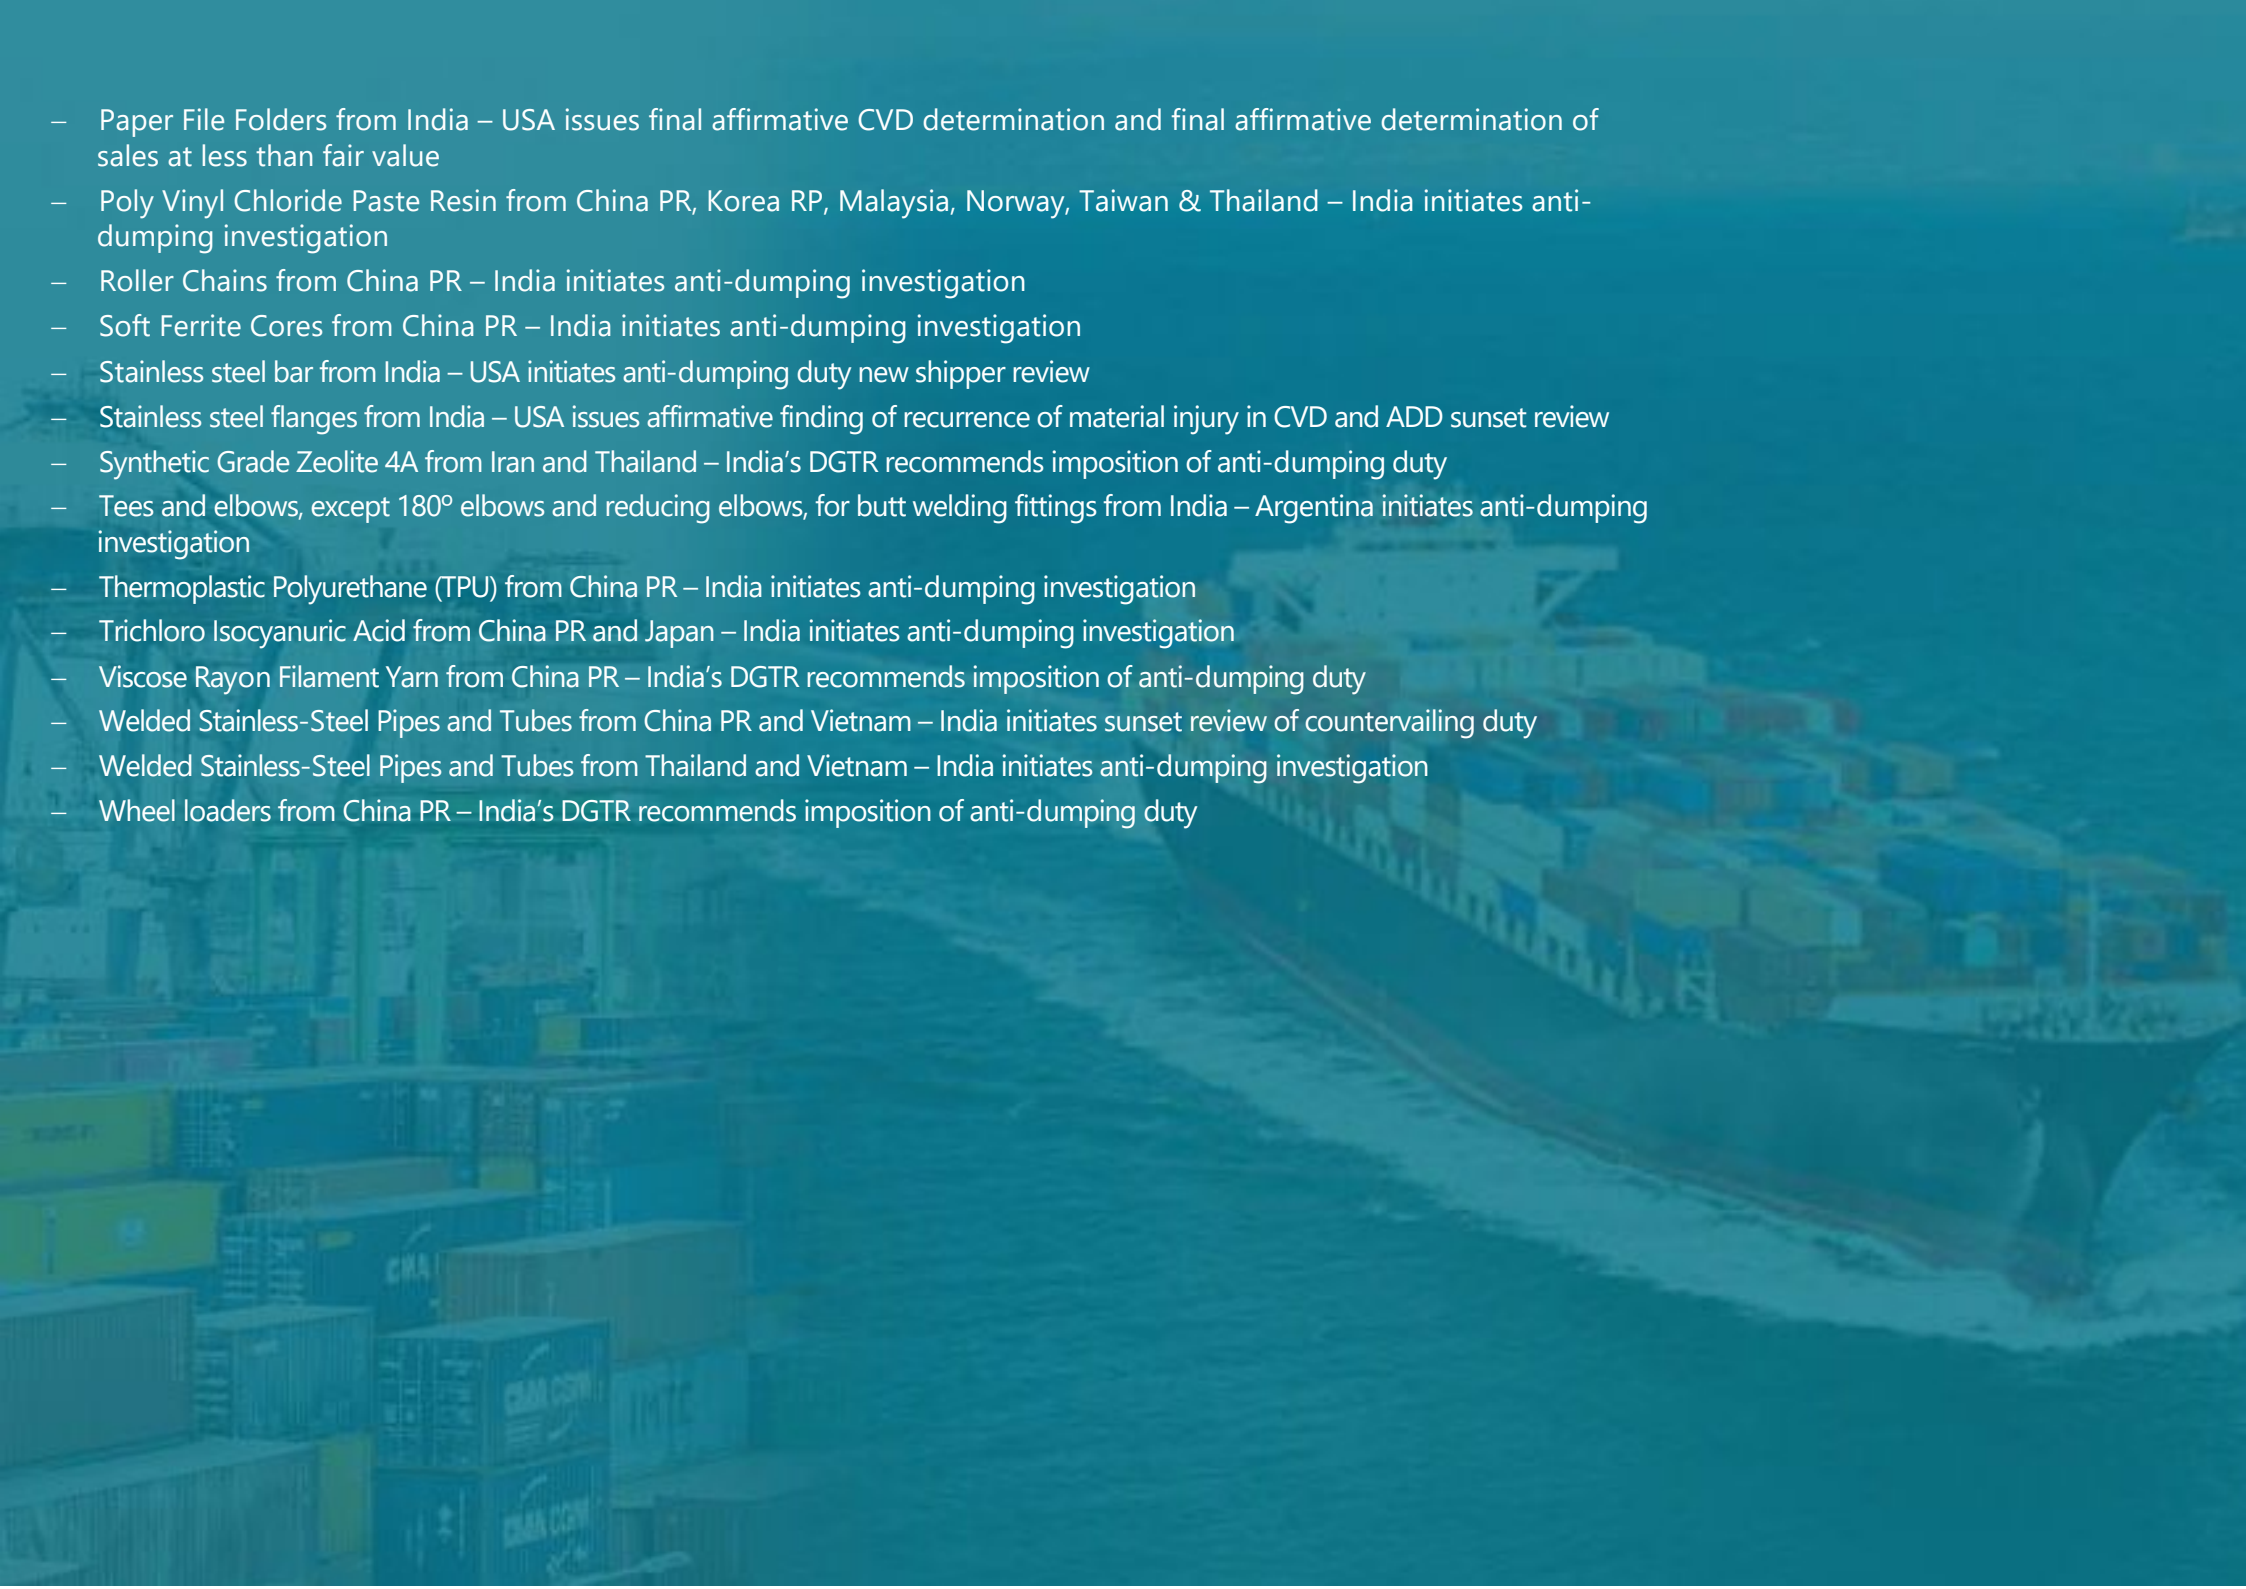 – Paper File Folders from India – USA issues final affirmative CVD determination and final affirmative determination of
sales at less than fair value
– Poly Vinyl Chloride Paste Resin from China PR, Korea RP, Malaysia, Norway, Taiwan & Thailand – India initiates anti-
dumping investigation
– Roller Chains from China PR – India initiates anti-dumping investigation
– Soft Ferrite Cores from China PR – India initiates anti-dumping investigation
– Stainless steel bar from India – USA initiates anti-dumping duty new shipper review
– Stainless steel flanges from India – USA issues affirmative finding of recurrence of material injury in CVD and ADD sunset review
– Synthetic Grade Zeolite 4A from Iran and Thailand – India’s DGTR recommends imposition of anti-dumping duty
– Tees and elbows, except 180º elbows and reducing elbows, for butt welding fittings from India – Argentina initiates anti-dumping
investigation
– Thermoplastic Polyurethane (TPU) from China PR – India initiates anti-dumping investigation
– Trichloro Isocyanuric Acid from China PR and Japan – India initiates anti-dumping investigation
– Viscose Rayon Filament Yarn from China PR – India’s DGTR recommends imposition of anti-dumping duty
– Welded Stainless-Steel Pipes and Tubes from China PR and Vietnam – India initiates sunset review of countervailing duty
– Welded Stainless-Steel Pipes and Tubes from Thailand and Vietnam – India initiates anti-dumping investigation
– Wheel loaders from China PR – India’s DGTR recommends imposition of anti-dumping duty
CMA
CMA CGM
CMA CGM